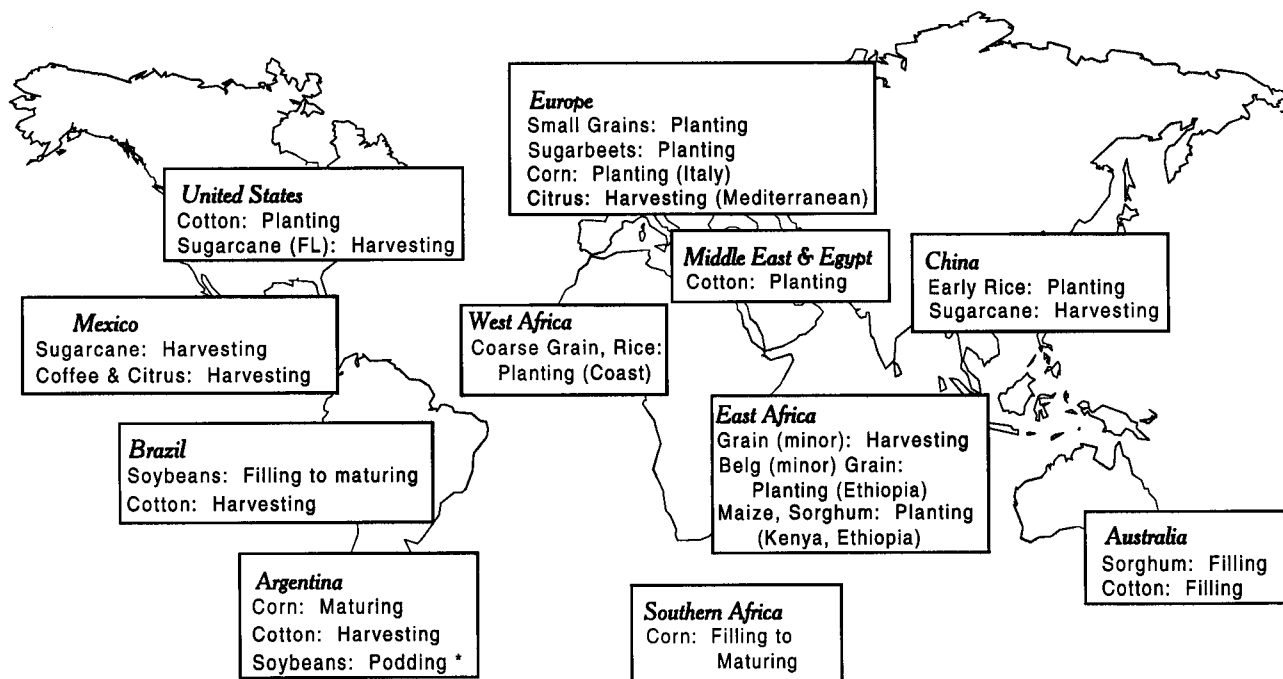 Europe
Small Grains: Planting
Sugarbeets: Planting
Corn: Planting (Italy)
Citrus: Harvesting (Mediterranean)
United States
Cotton: Planting
Sugarcane (FL): Harvesting
Middle East & Egypt
Cotton: Planting
China
Early Rice: Planting
Sugarcane: Harvesting
Mexico
Sugarcane: Harvesting
Coffee & Citrus: Harvesting
West Africa
Coarse Grain, Rice:
Planting (Coast)
East Africa
Grain (minor): Harvesting
Belg (minor) Grain:
Planting (Ethiopia)
Maize, Sorghum: Planting
(Kenya, Ethiopia)
Brazil
Soybeans: Filling to maturing
Cotton: Harvesting
Australia
Sorghum: Filling
Cotton: Filling
Argentina
Corn: Maturing
Cotton: Harvesting
Soybeans: Podding *
Southern Africa
Corn: Filling to
Maturing